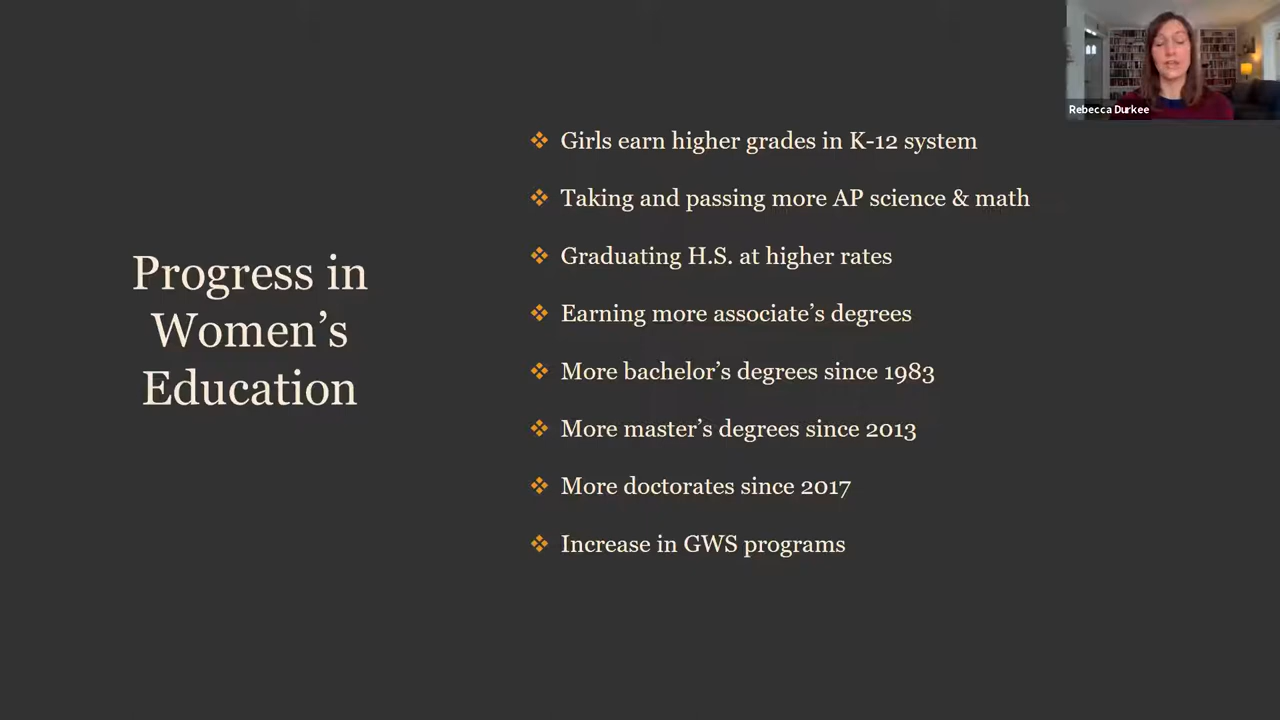 Progress in
Women’s
Education
❖ Girls earn higher grades in K-12 system
❖ Taking and passing more AP science & math
❖ Graduating H.S. at higher rates
❖ Earning more associate’s degrees
❖ More bachelor’s degrees since 1983
❖ More master’s degrees since 2013
❖ More doctorates since 2017
❖ Increase in GWS programs
Rebecca Durkee